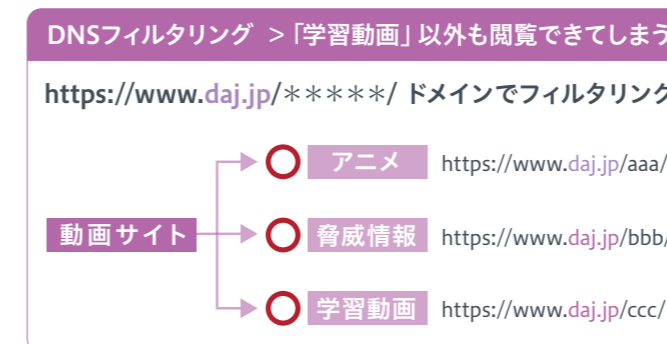 DNSフィルタリング ＞「学習動画」以外も閲覧できてしまう
https://www.daj.jp/＊＊＊＊＊/ ドメインでフィルタリング
アニメ https://www.daj.jp/aaa/
動画サイト 脅威情報 https://www.daj.jp/bbb/
学習動画 https://www.daj.jp/ccc/